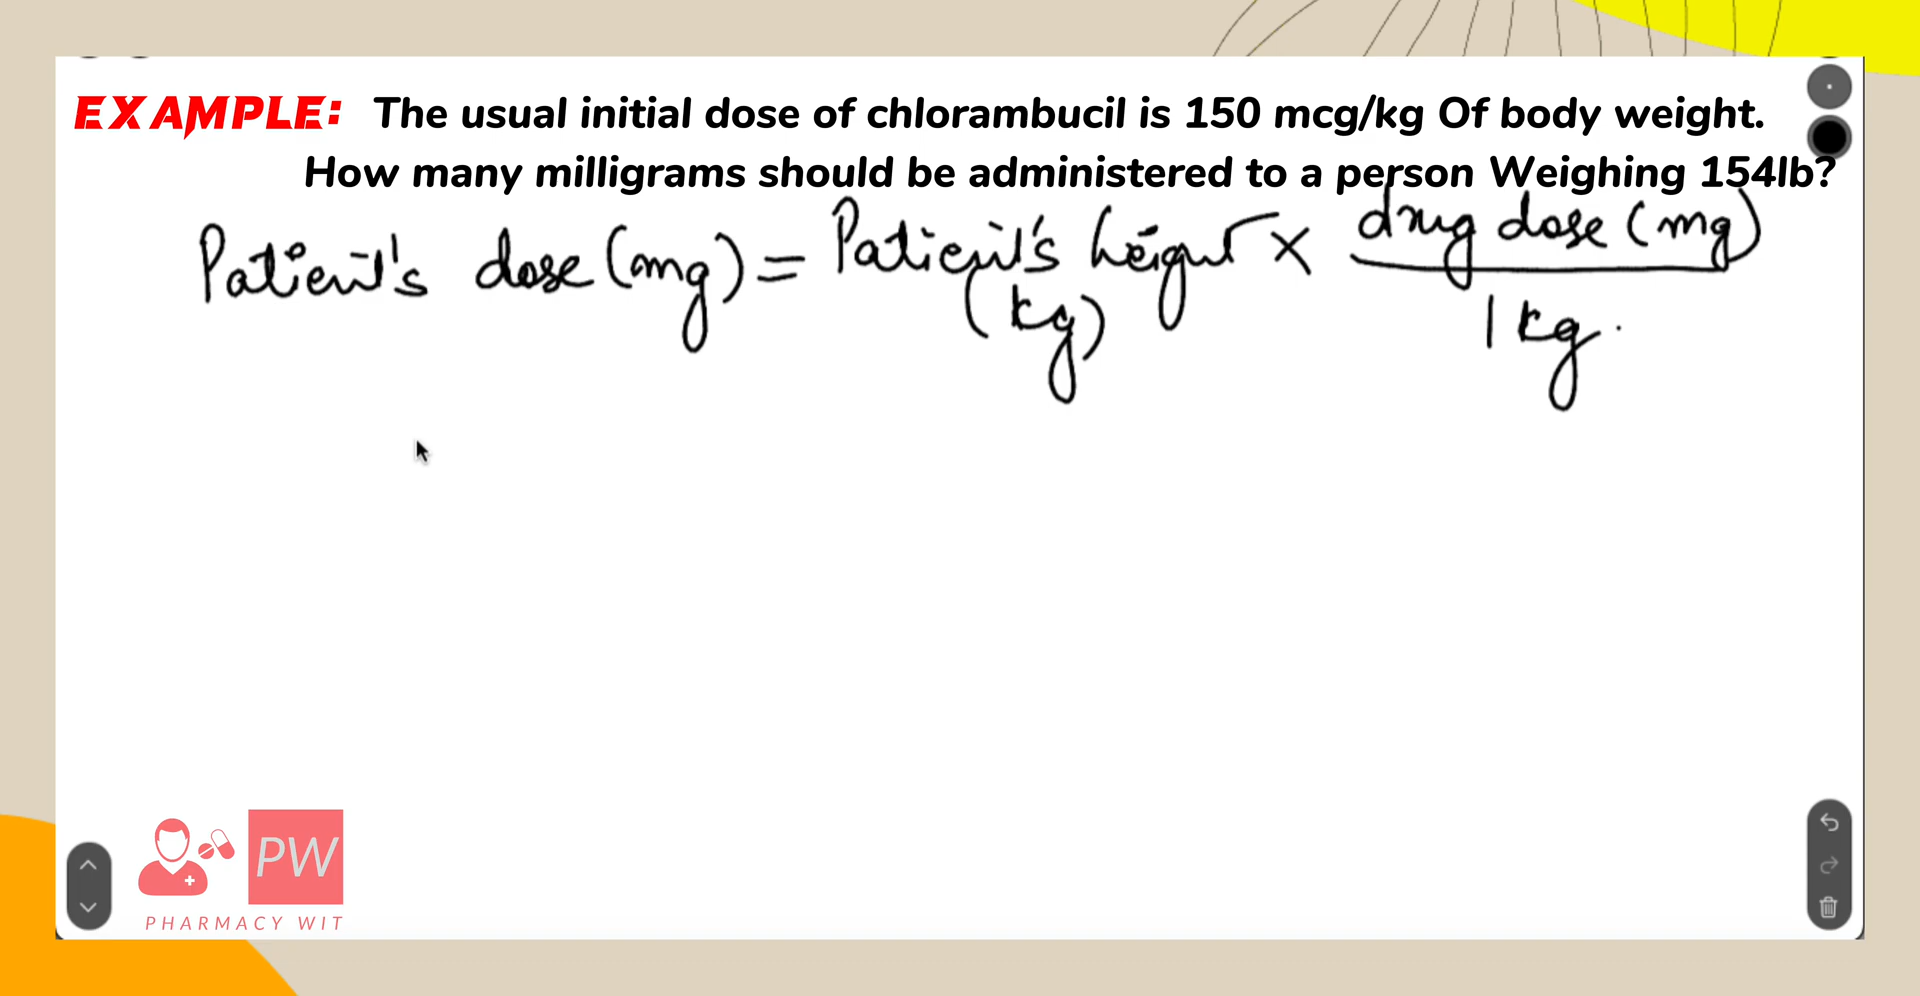 EXAMPLE: The usual initial dose of chlorambucil is 150 mcg/kg Of body weight.
How many milligrams should be administered to a person Weighing 154lb?
Patient's dose (mg) = Patient's height × drug dose (mg)
(kg) 1 kg.
PW
PHARMACY WIT